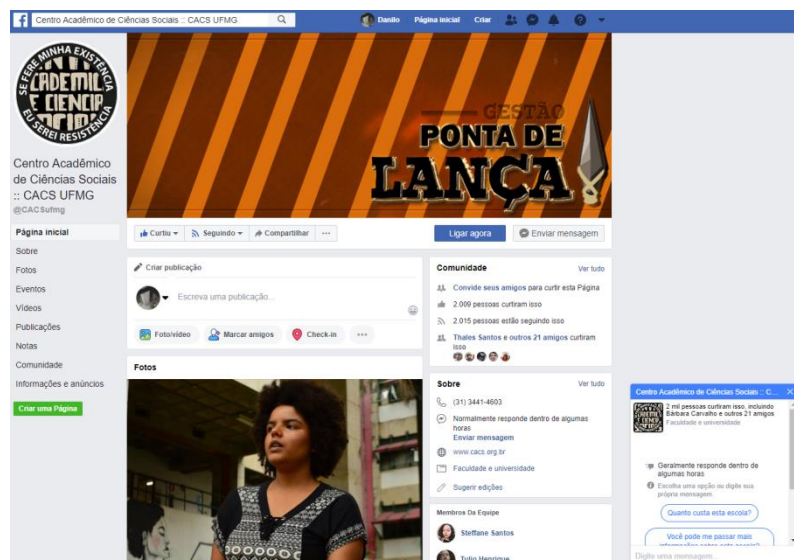 Centro Acadêmico de Ciências Sociais :: CACS UFMG
Danilo
Página inicial
Criar
SE FERE MINHA EXISTÊNCIA
EU SEREI RESISTÊNCIA
GESTÃO
PONTA DE
LANÇA
Centro Acadêmico
de Ciências Sociais
:: CACS UFMG
@CACSufmg
Página inicial
Sobre
Fotos
Eventos
Vídeos
Publicações
Notas
Comunidade
Informações e anúncios
Criar uma Página
Curtiu
Seguindo
Compartilhar
Ligar agora
Enviar mensagem
Criar publicação
Escreva uma publicação...
Foto/vídeo
Marcar amigos
Check-in
Fotos
Comunidade
Ver tudo
Convide seus amigos para curtir esta Página
2.009 pessoas curtiram isso
2.015 pessoas estão seguindo isso
Thales Santos e outros 21 amigos curtiram
isso
Sobre
Ver tudo
(31) 3441-4603
Normalmente responde dentro de algumas
horas
Enviar mensagem
www.cacs.org.br
Faculdade e universidade
Sugerir edições
Membros Da Equipe
Steffane Santos
Tulio Henrique
Centro Acadêmico de Ciências Sociais :: C...
2 mil pessoas curtiram isso, incluindo
Bárbara Carvalho e outros 21 amigos
Faculdade e universidade
Geralmente responde dentro de
algumas horas
Escolha uma opção ou digite sua
própria mensagem
Quanto custa esta escola?
Você pode me passar mais
informações sobre esta escola?
Digite uma mensagem...